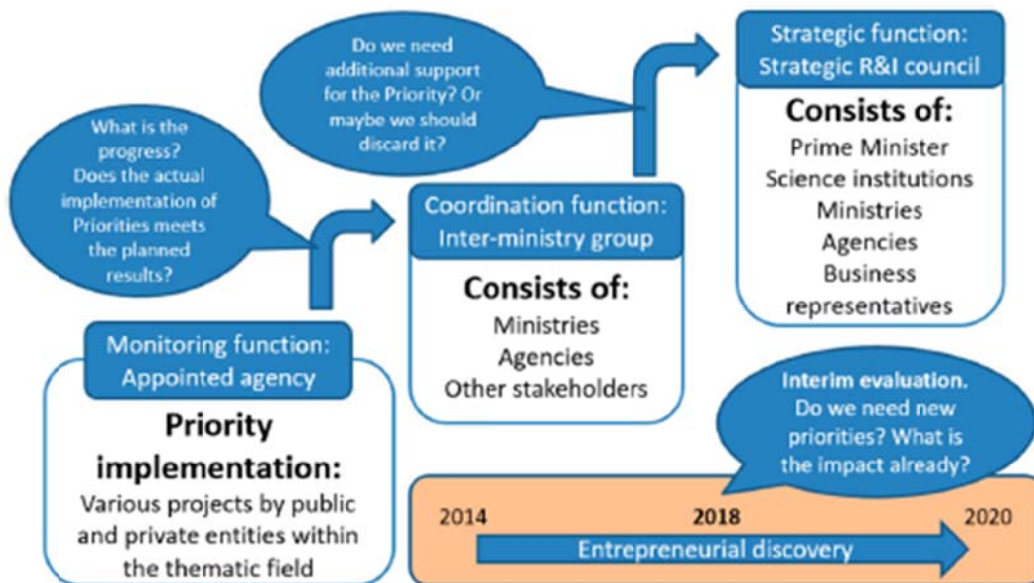 What is the
progress?
Does the actual
implementation of
Priorities meets
the planned
results?
Monitoring function:
Appointed agency
Priority
implementation:
Various projects by public
and private entities within
the thematic field
Do we need
additional support
for the Priority? Or
maybe we should
discard it?
Coordination function:
Inter-ministry group
Consists of:
Ministries
Agencies
Other stakeholders
Strategic function:
Strategic R&I council
Consists of:
Prime Minister
Science institutions
Ministries
Agencies
Business
representatives
Interim evaluation.
Do we need new
priorities? What is
the impact already?
2014 2018 2020
Entrepreneurial discovery